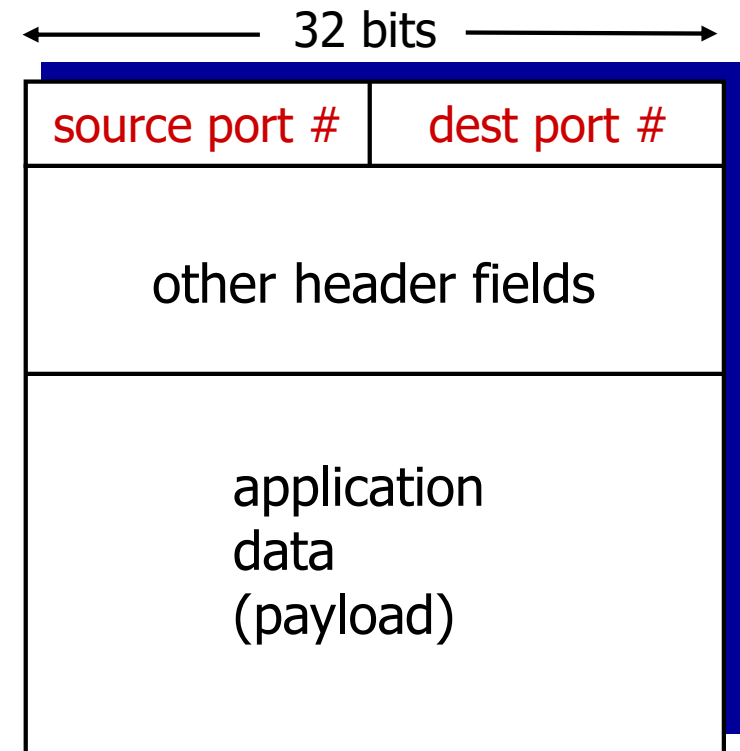 32 bits
source port # dest port #
other header fields
application
data
(payload)